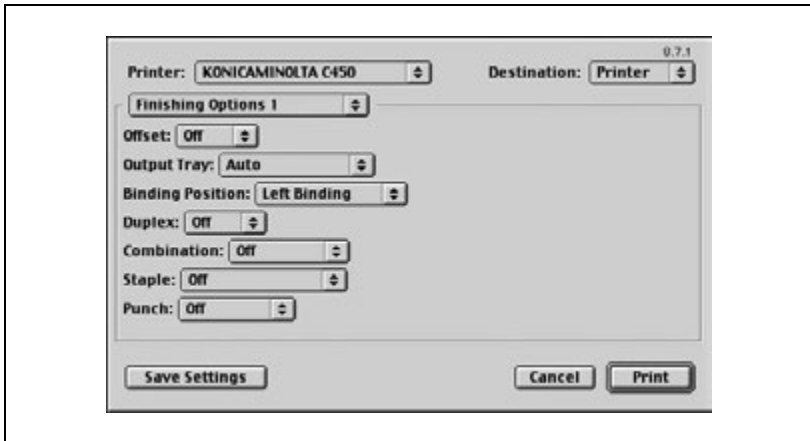 8.7.1
Printer: KONICAMINOLTA C450 Destination: Printer
Finishing Options 1
Offset: Off
Output Tray: Auto
Binding Position: Left Binding
Duplex: Off
Combination: Off
Staple: Off
Punch: Off
Save Settings Cancel Print